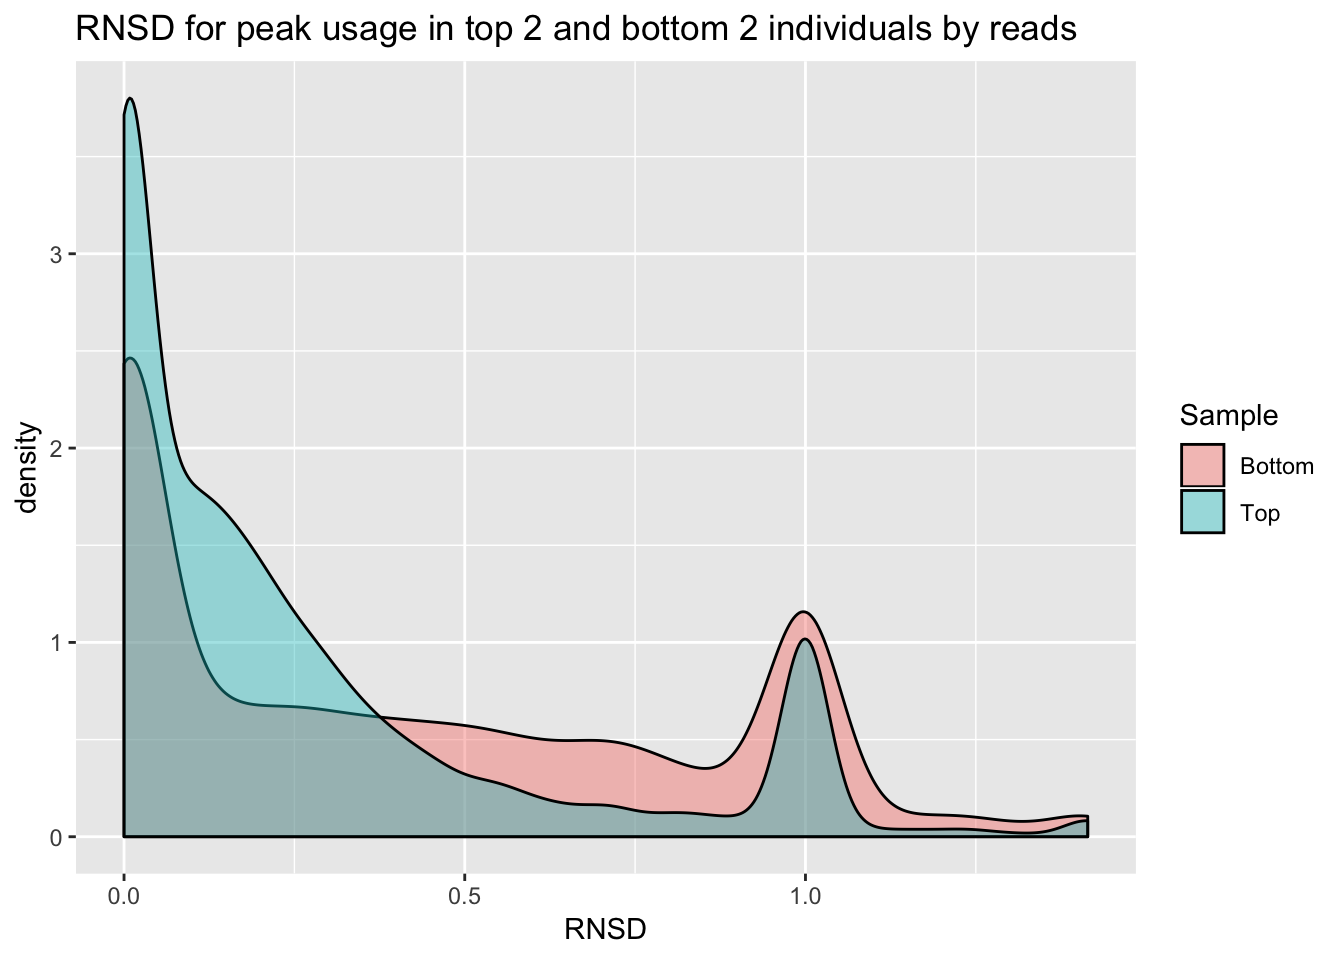 RNSD for peak usage in top 2 and bottom 2 individuals by reads
density
3
2
1
0
0.0 0.5 1.0
RNSD
Sample
Bottom
Top